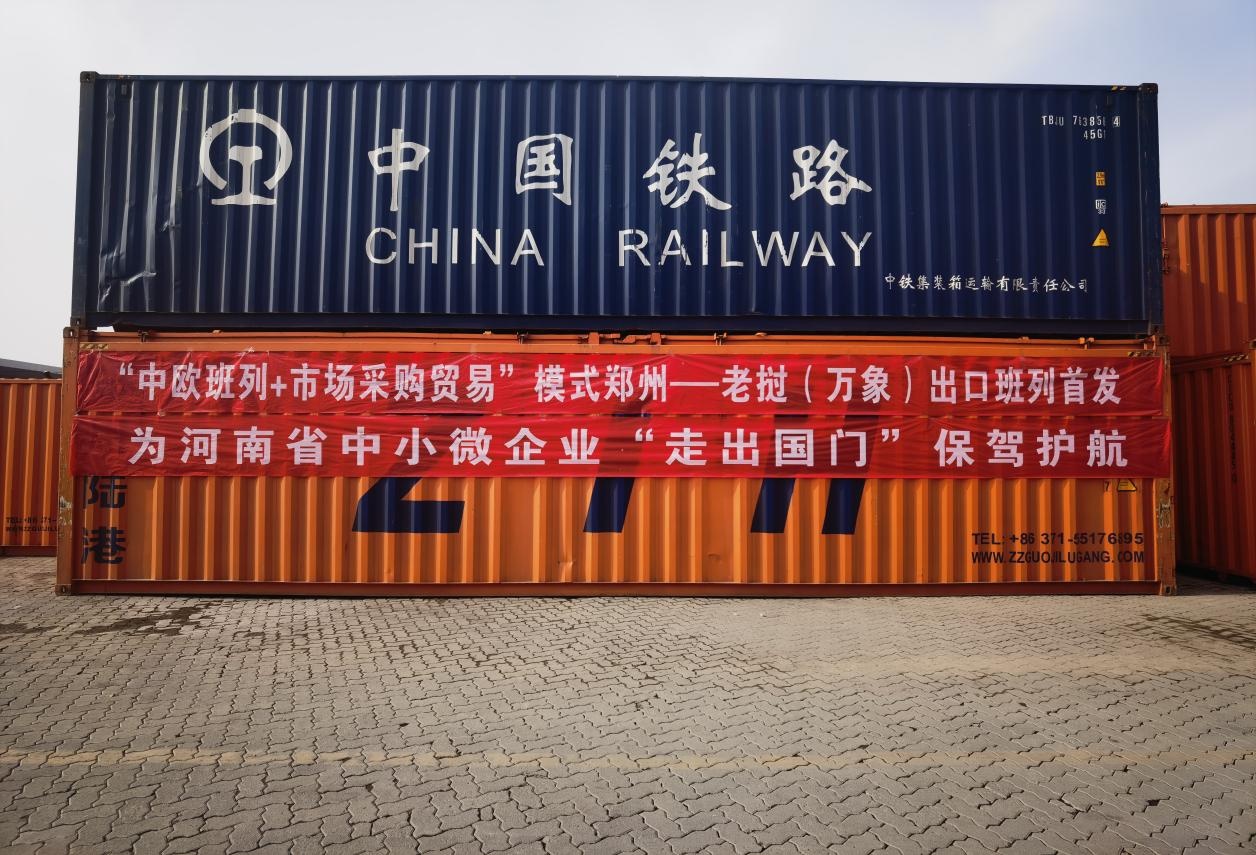 中国铁路
CHINA RAILWAY
45G1
中铁集装箱运输有限责任公司
“中欧班列+市场采购贸易”模式郑州——老挝(万象)出口班列首发
为河南省中小微企业“走出国门”保驾护航
陆港
TEL: +86 371-55176895
WWW.ZZGUOJILUGANG.COM